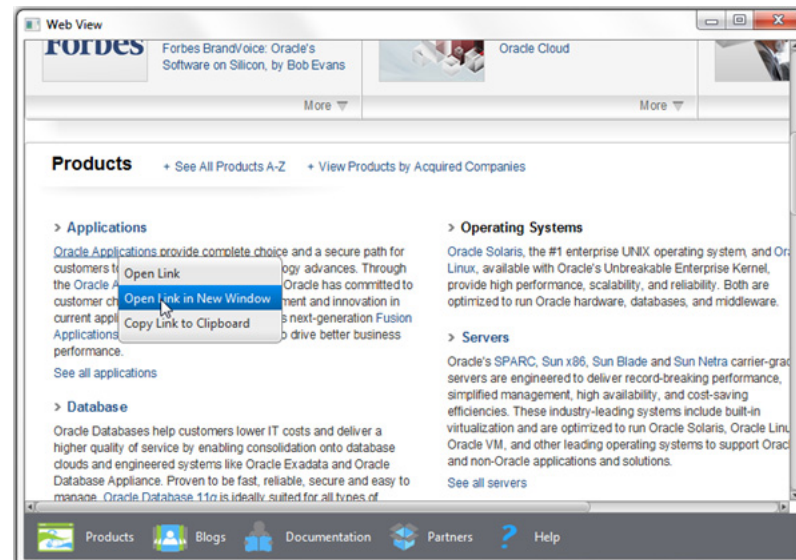 Web View
Forbes
Forbes BrandVoice: Oracle's
Software on Silicon, by Bob Evans
Oracle Cloud
More
More
Products
+ See All Products A-Z
+ View Products by Acquired Companies
> Applications
Oracle Applications provide complete choice and a secure path for
customers t ogy advances. Through
the Oracle A Oracle has committed to
customer ch ment and innovation in
current appl s next-generation Fusion
Applications o drive better business
performance.
See all applications
Open Link
Open Link in New Window
Copy Link to Clipboard
> Database
Oracle Databases help customers lower IT costs and deliver a
higher quality of service by enabling consolidation onto database
clouds and engineered systems like Oracle Exadata and Oracle
Database Appliance. Proven to be fast, reliable, secure and easy to
manage. Oracle Database 11g is ideally suited for all types of
> Operating Systems
Oracle Solaris, the #1 enterprise UNIX operating system, and Ora
Linux, available with Oracle's Unbreakable Enterprise Kernel,
provide high performance, scalability, and reliability. Both are
optimized to run Oracle hardware, databases, and middleware.
> Servers
Oracle's SPARC, Sun x86, Sun Blade and Sun Netra carrier-grad
servers are engineered to deliver record-breaking performance,
simplified management, high availability, and cost-saving
efficiencies. These industry-leading systems include built-in
virtualization and are optimized to run Oracle Solaris, Oracle Linu
Oracle VM, and other leading operating systems to support Oracl
and non-Oracle applications and solutions.
See all servers
Products
Blogs
Documentation
Partners
? Help